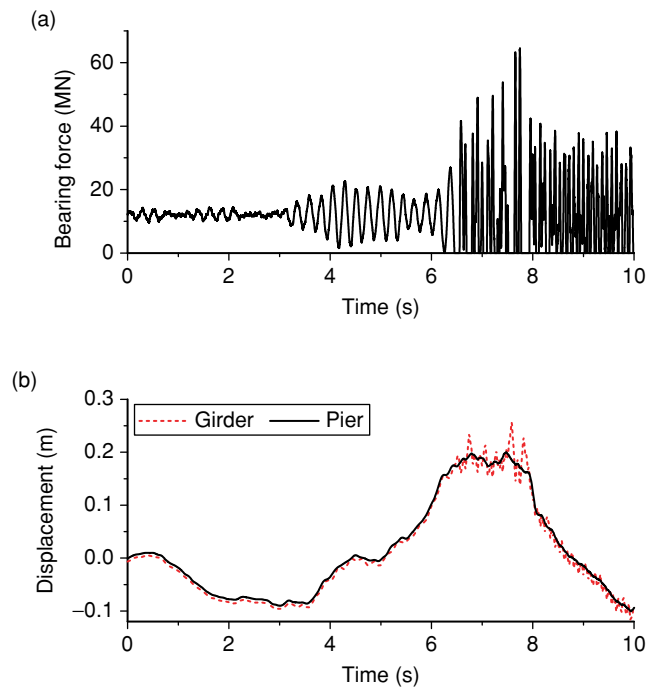 (a)
Bearing force (MN)
60
40
20
0
0 2 4 6 8 10
Time (s)
(b)
Displacement (m)
Girder Pier
0.3
0.2
0.1
0.0
−0.1
0 2 4 6 8 10
Time (s)